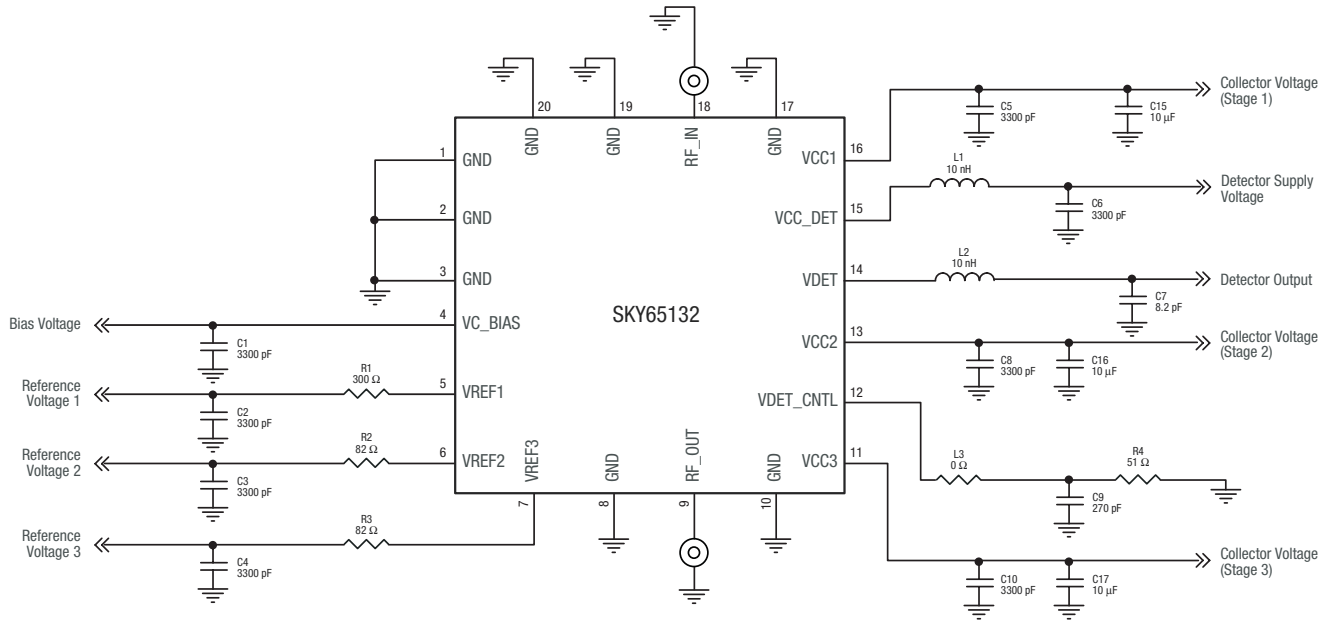 20
19
18
17
GND
GND
RF_IN
GND
1
GND
2
GND
3
GND
4
VC_BIAS
5
VREF1
6
VREF2
VREF3
7
GND
8
RF_OUT
9
GND
10
SKY65132
16
VCC1
15
VCC_DET
14
VDET
13
VCC2
12
VDET_CNTL
11
VCC3
Bias Voltage
C1
3300 pF
Reference
Voltage 1
C2
3300 pF
R1
300 Ω
Reference
Voltage 2
C3
3300 pF
R2
82 Ω
Reference
Voltage 3
C4
3300 pF
R3
82 Ω
C5
3300 pF
C15
10 μF
Collector Voltage
(Stage 1)
L1
10 nH
C6
3300 pF
Detector Supply
Voltage
L2
10 nH
C7
8.2 pF
Detector Output
C8
3300 pF
C16
10 μF
Collector Voltage
(Stage 2)
L3
0 Ω
C9
270 pF
R4
51 Ω
C10
3300 pF
C17
10 μF
Collector Voltage
(Stage 3)